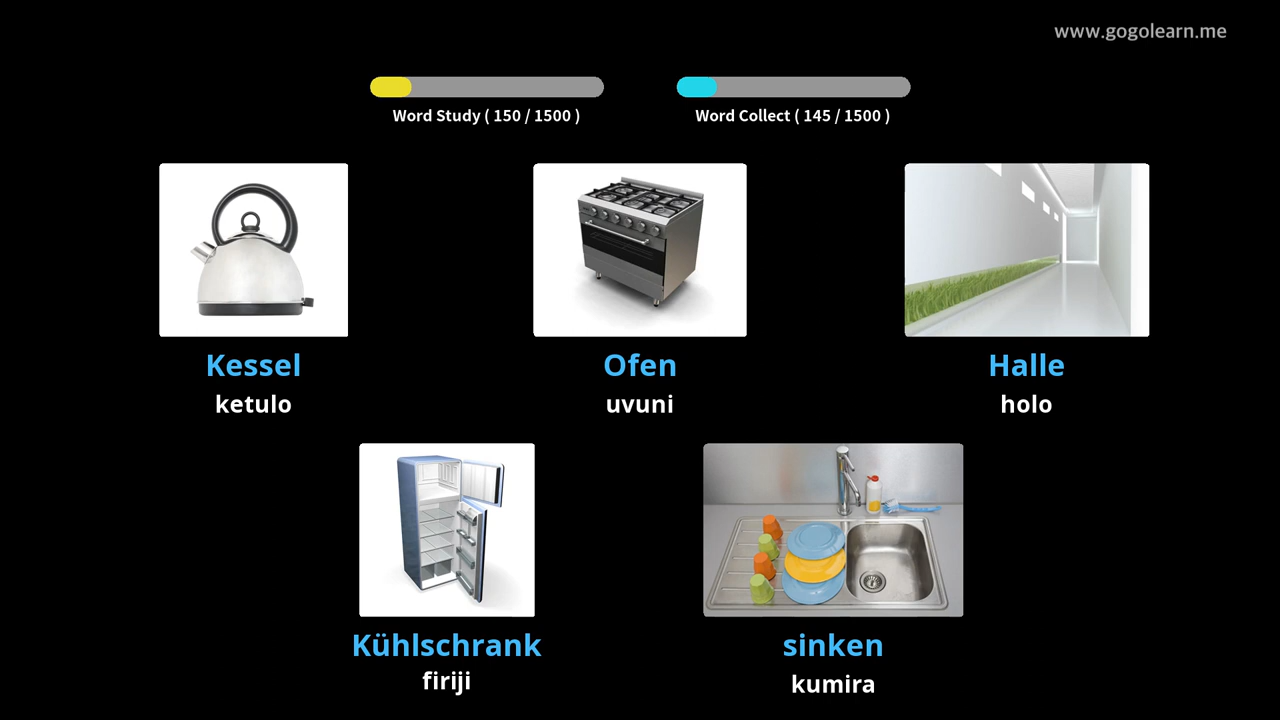 www.gogolearn.me
Word Study ( 150 / 1500 )
Word Collect ( 145 / 1500 )
Kessel
ketulo
Ofen
uvuni
Halle
holo
Kühlschrank
firiji
sinken
kumira